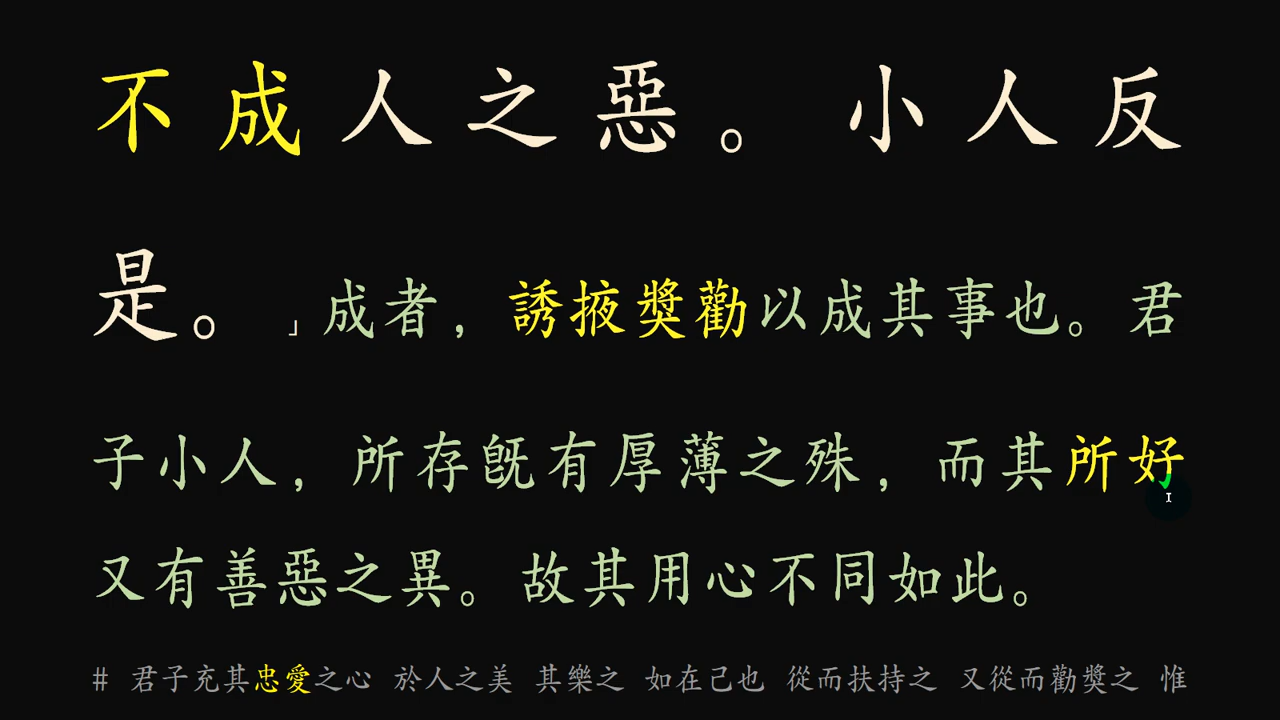 不成人之惡。小人反
是。」成者，誘掖獎勸以成其事也。君
子小人，所存既有厚薄之殊，而其所好
又有善惡之異。故其用心不同如此。
# 君子充其忠愛之心 於人之美 其樂之 如在己也 從而扶持之 又從而勸獎之 惟